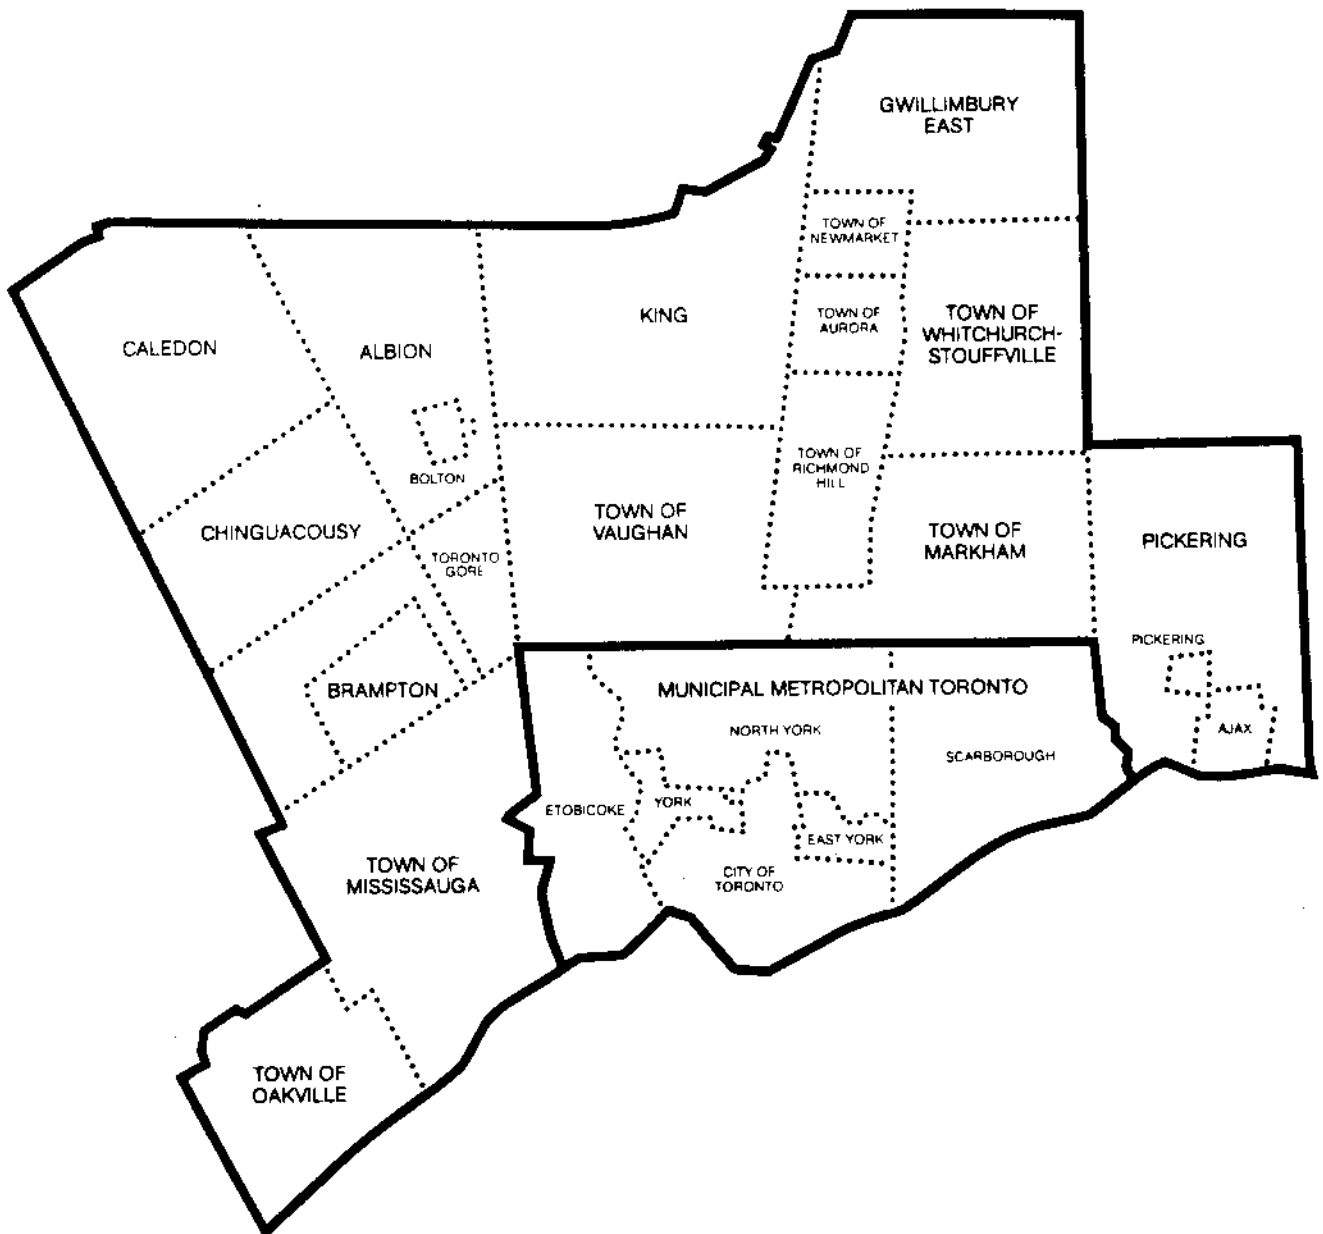 GWILLIMBURY
EAST
TOWN OF
NEWMARKET
KING
TOWN OF
AURORA
TOWN OF
WHITCHURCH-
STOUFFVILLE
CALEDON
ALBION
BOLTON
TOWN OF
RICHMOND
HILL
CHINGUACOUSY
TOWN OF
VAUGHAN
TOWN OF
MARKHAM
PICKERING
TORONTO
GORE
PICKERING
BRAMPTON
MUNICIPAL METROPOLITAN TORONTO
NORTH YORK
AJAX
SCARBOROUGH
ETOBICOKE
YORK
EAST YORK
TOWN OF
MISSISSAUGA
CITY OF
TORONTO
TOWN OF
OAKVILLE